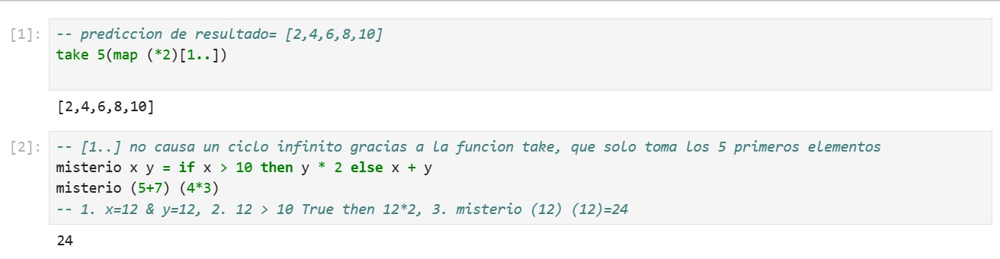 [1]:
-- prediccion de resultado= [2,4,6,8,10]
take 5(map (*2)[1..])
[2,4,6,8,10]
[2]:
-- [1..] no causa un ciclo infinito gracias a la funcion take, que solo toma los 5 primeros elementos
misterio x y = if x > 10 then y * 2 else x + y
misterio (5+7) (4*3)
-- 1. x=12 & y=12, 2. 12 > 10 True then 12*2, 3. misterio (12) (12)=24
24